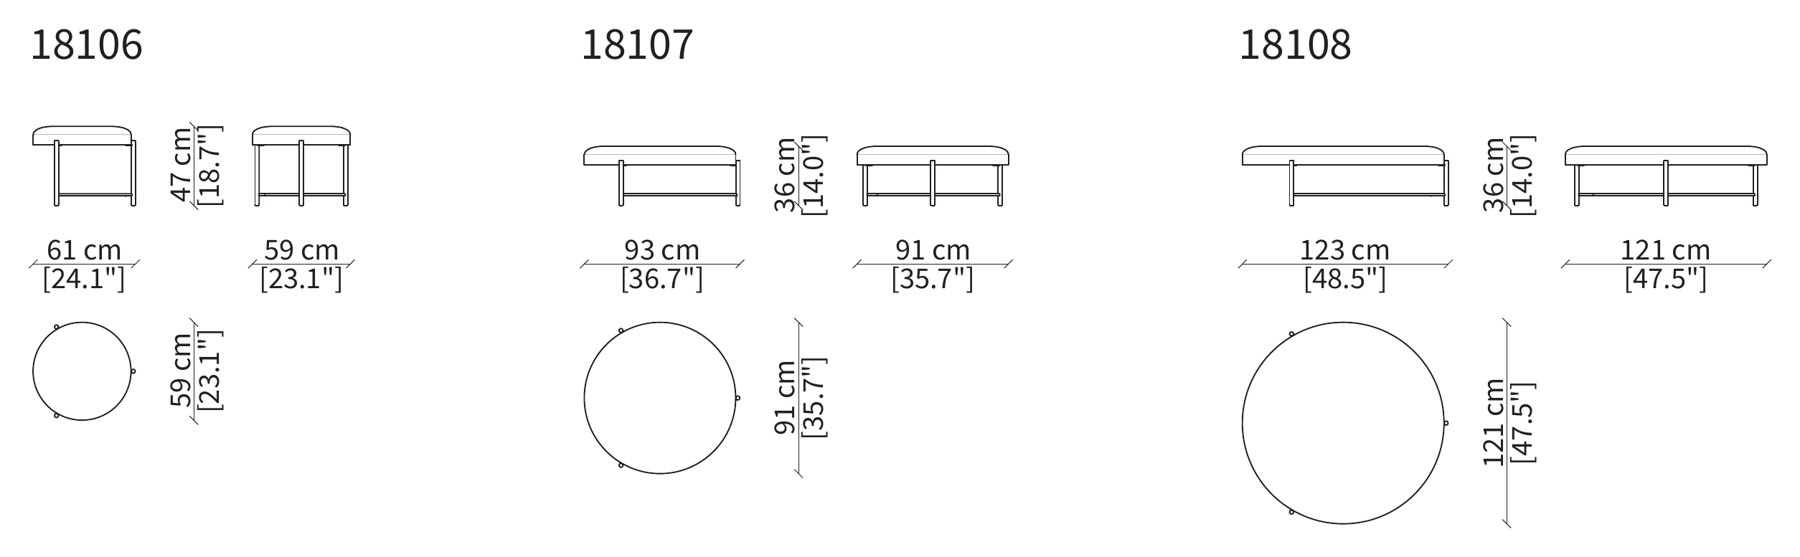 18106
47 cm
[18.7"]
61 cm
[24.1"]
59 cm
[23.1"]
59 cm
[23.1"]
18107
36 cm
[14.0"]
93 cm
[36.7"]
91 cm
[35.7"]
91 cm
[35.7"]
18108
36 cm
[14.0"]
123 cm
[48.5"]
121 cm
[47.5"]
121 cm
[47.5"]